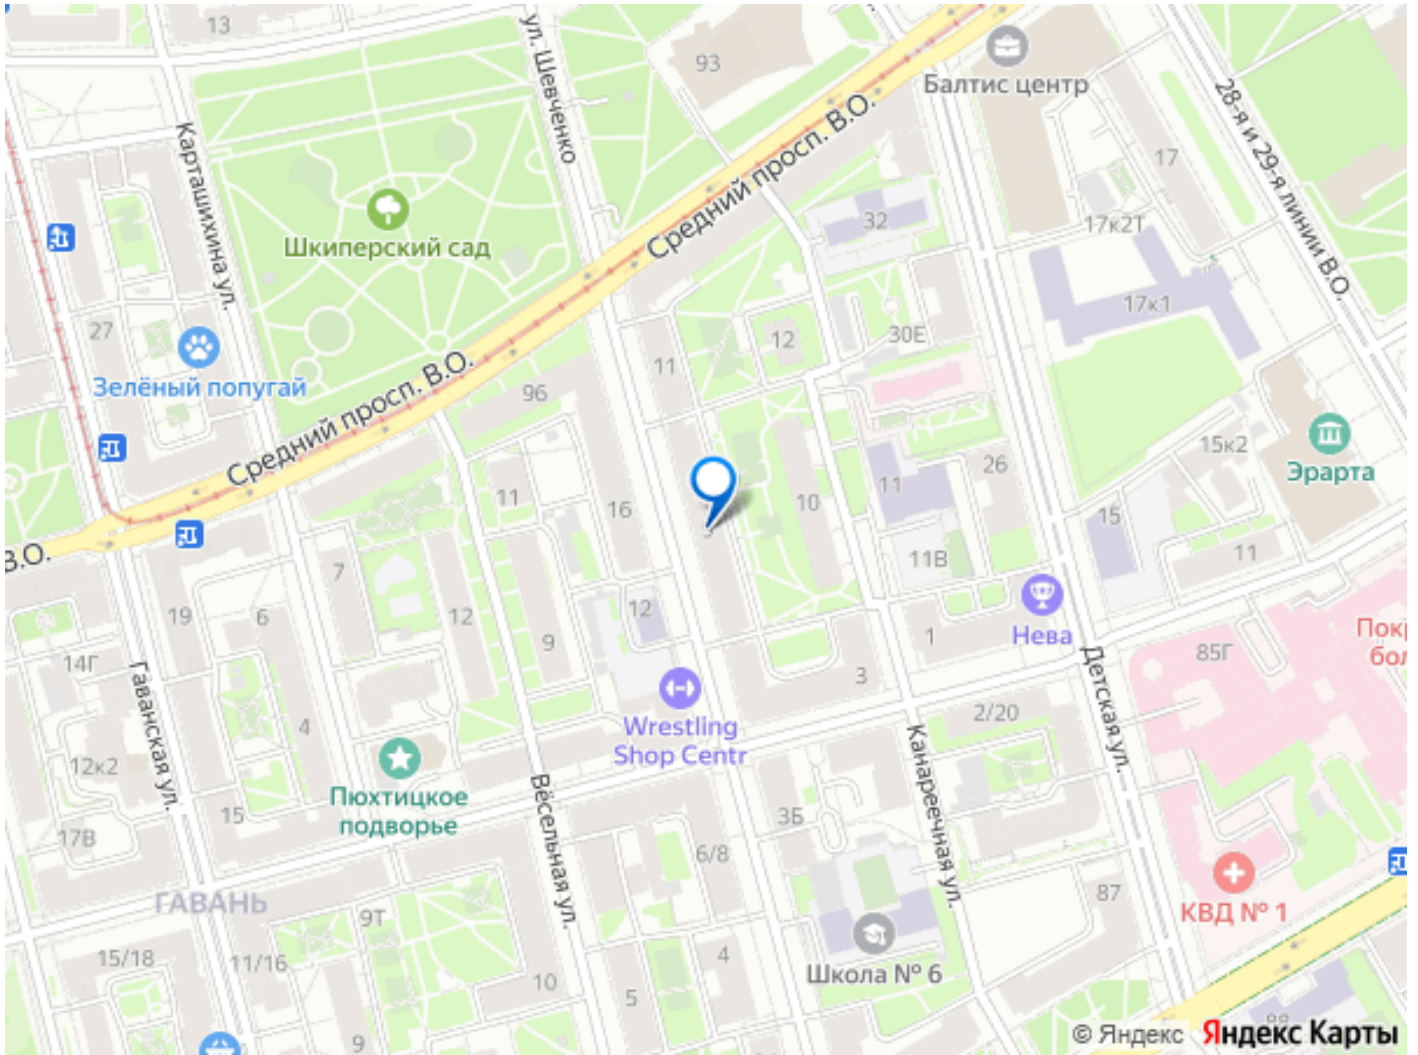 13
ул. Шевченко
93
Балтис центр
28-я и 29-я линии В.О.
Карташихина ул.
Средний просп. В.О.
17
32
17к2Т
Шкиперский сад
17к1
27
Зелёный попугай
11
12
30Е
Средний просп. В.О.
96
15к2
Эрарта
26
11
16
10
11
15
В.О.
7
11В
11
19
6
12
9
12
1
Нева
Покр
бол
14Г
85Г
3
Детская ул.
Гаванская ул.
4
Wrestling
Shop Centr
2/20
Канареечная ул.
12к2
Пюхтицкое
подворье
Вёсельная ул.
15
3Б
17В
6/8
87
КВД № 1
ГАВАНЬ
9Т
15/18
11/16
4
Школа № 6
10
5
9
© Яндекс Яндекс Карты